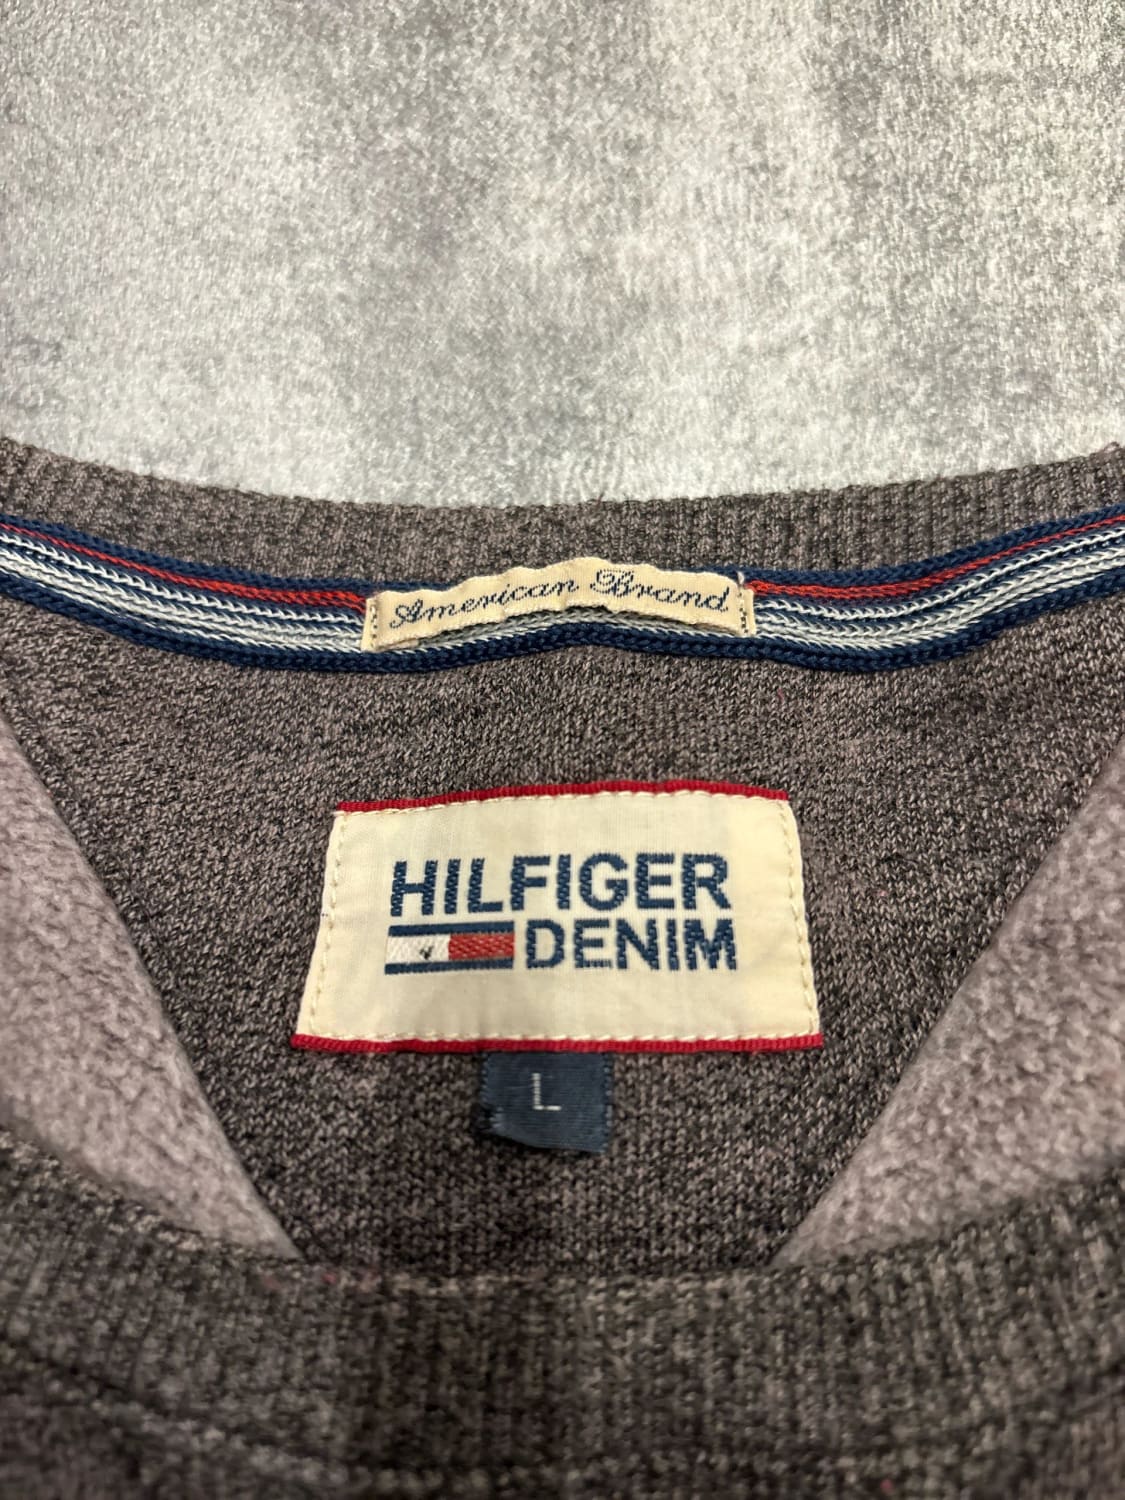 American Brand
HILFIGER
DENIM
L